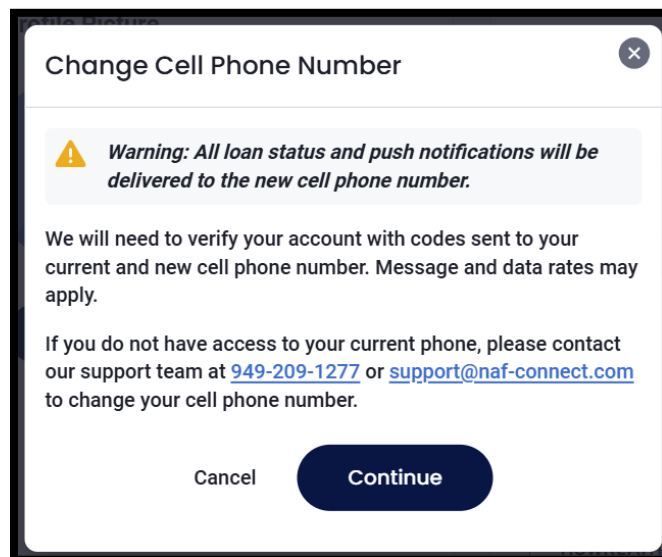 Profile Picture
Change Cell Phone Number
Warning: All loan status and push notifications will be
delivered to the new cell phone number.
We will need to verify your account with codes sent to your
current and new cell phone number. Message and data rates may
apply.
If you do not have access to your current phone, please contact
our support team at 949-209-1277 or support@naf-connect.com
to change your cell phone number.
Cancel Continue